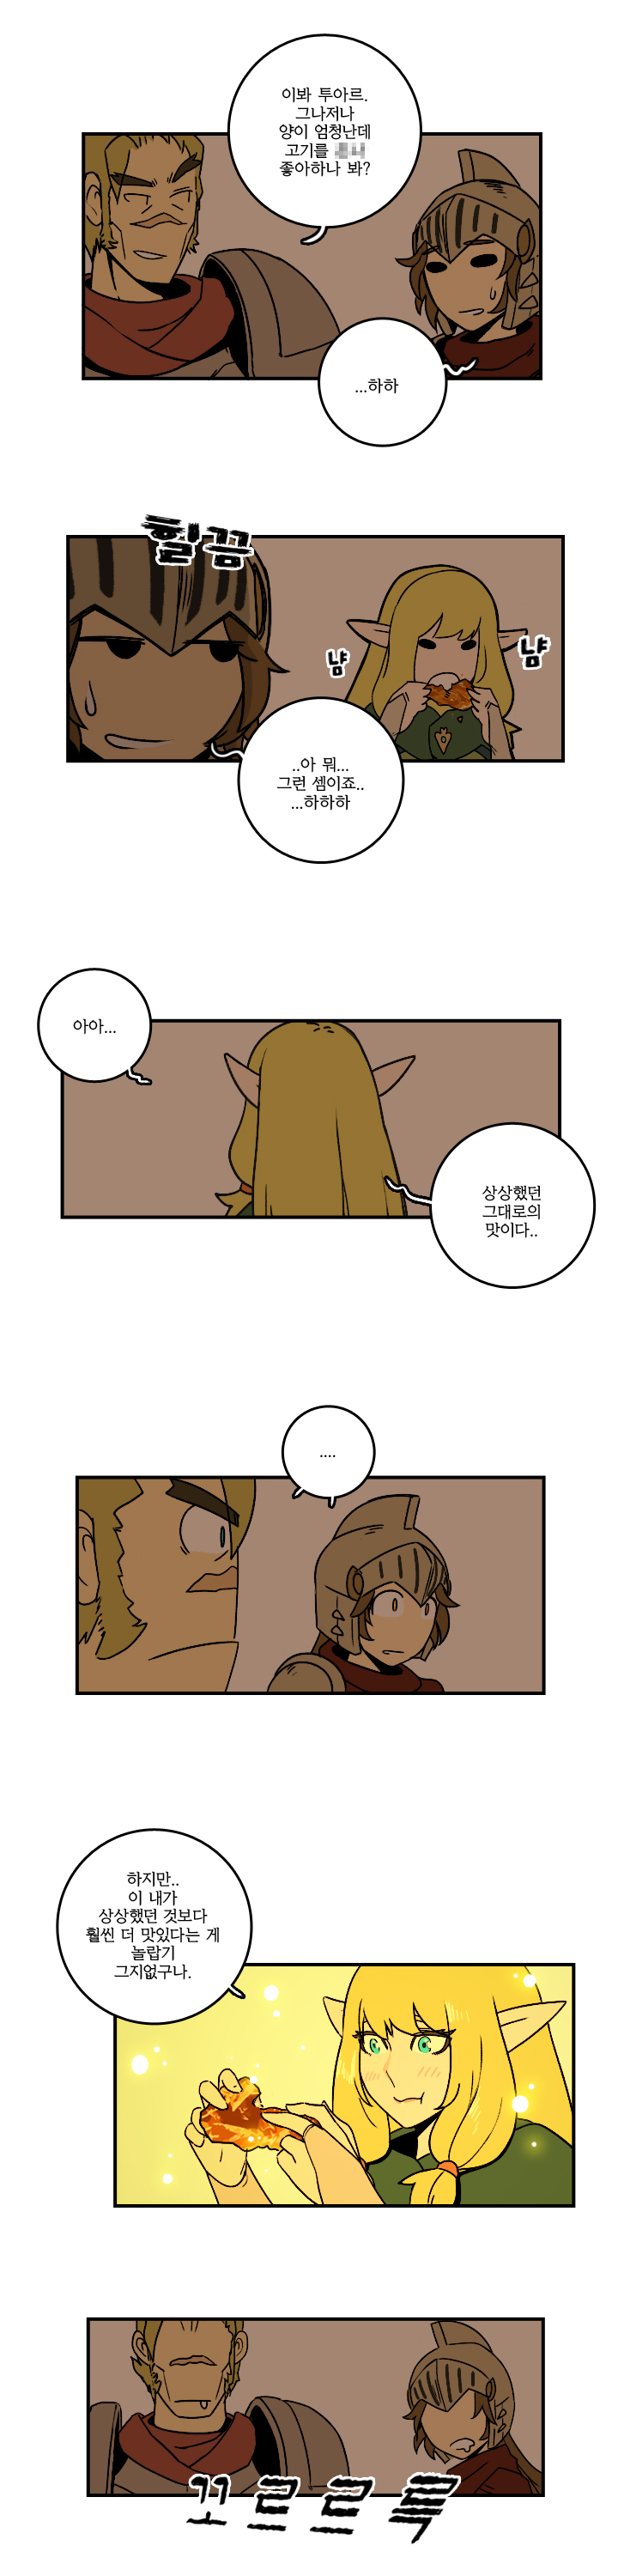 이봐 투아르.
그나저나
양이 엄청난데
고기를
좋아하나 봐?
...하하
힐끔
냠
냠
..아 뭐...
그런 셈이죠..
...하하하
아아...
상상했던
그대로의
맛이다..
....
하지만..
이 내가
상상했던 것보다
훨씬 더 맛있다는 게
놀랍기
그지없구나.
꼬르르륵